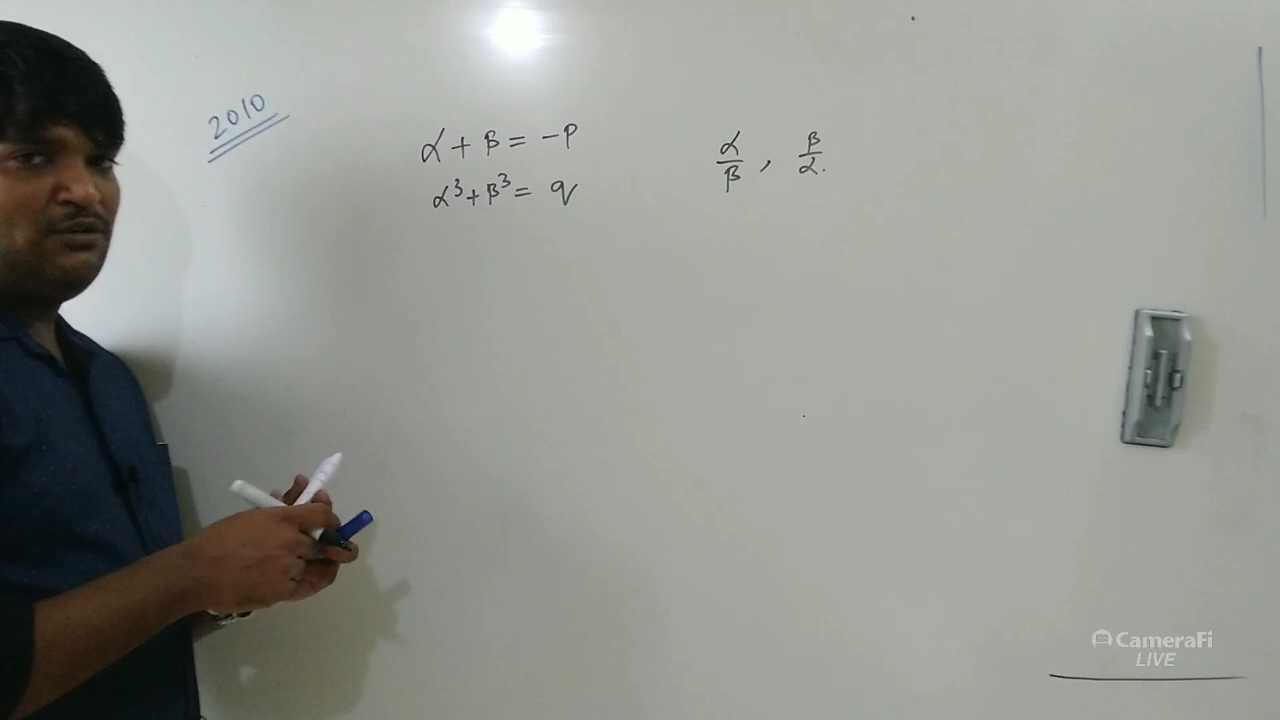 2010
α + β = -P
α³ + β³ = q
α/β , β/α.
CameraFi
LIVE